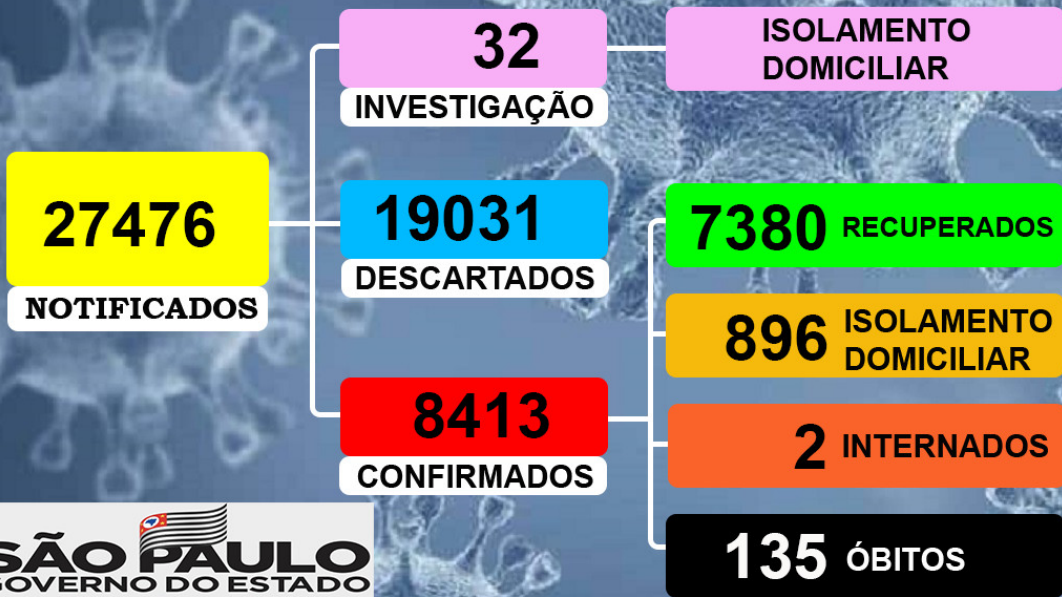 27476
NOTIFICADOS
32
INVESTIGAÇÃO
ISOLAMENTO
DOMICILIAR
19031
DESCARTADOS
8413
CONFIRMADOS
7380 RECUPERADOS
896 ISOLAMENTO
DOMICILIAR
2 INTERNADOS
135 ÓBITOS
SÃO PAULO
GOVERNO DO ESTADO